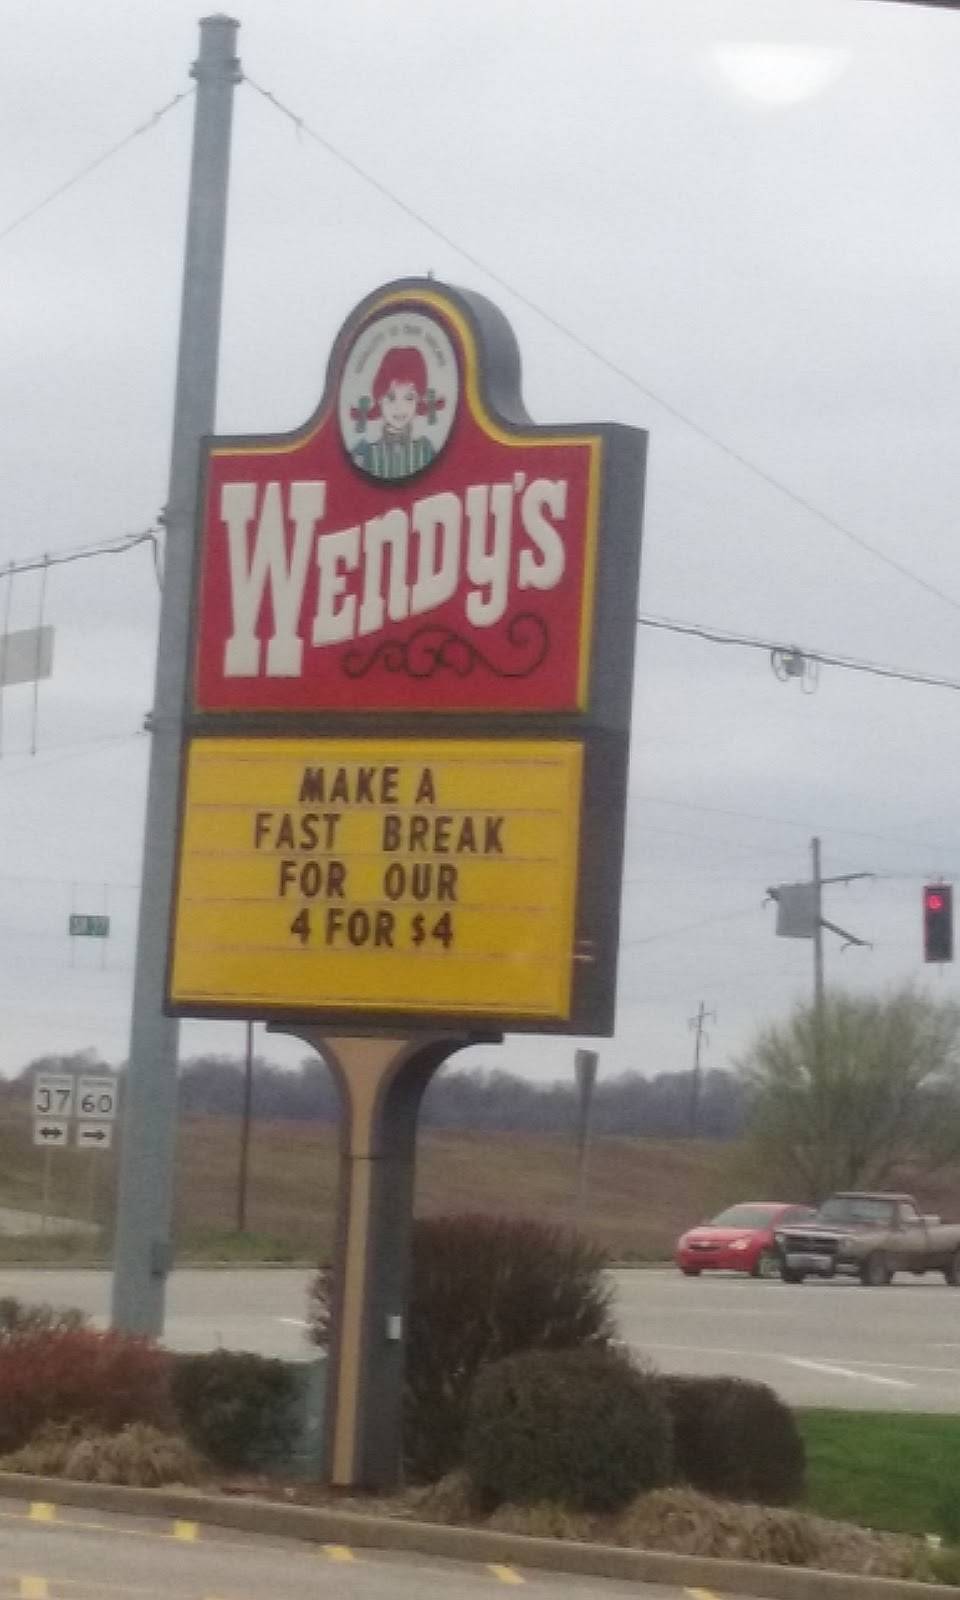 WENDY'S
MAKE A
FAST BREAK
FOR OUR
4 FOR $4
37 60